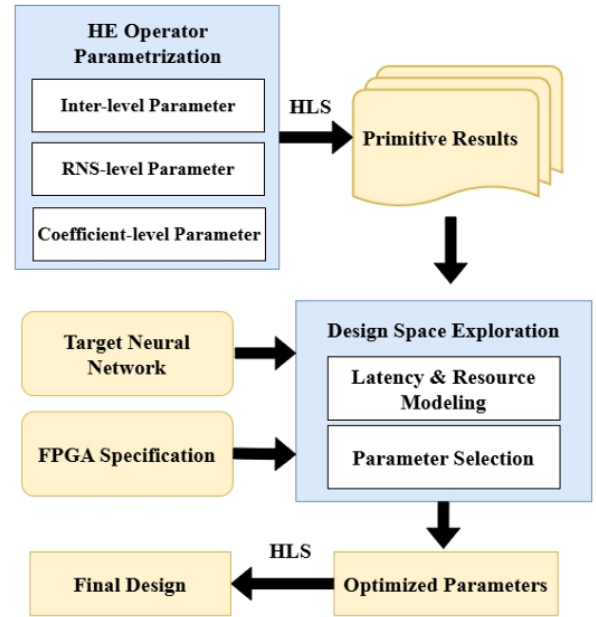 HE Operator
Parametrization
Inter-level Parameter
RNS-level Parameter
Coefficient-level Parameter
HLS
Primitive Results
Target Neural
Network
FPGA Specification
Design Space Exploration
Latency & Resource
Modeling
Parameter Selection
Optimized Parameters
HLS
Final Design